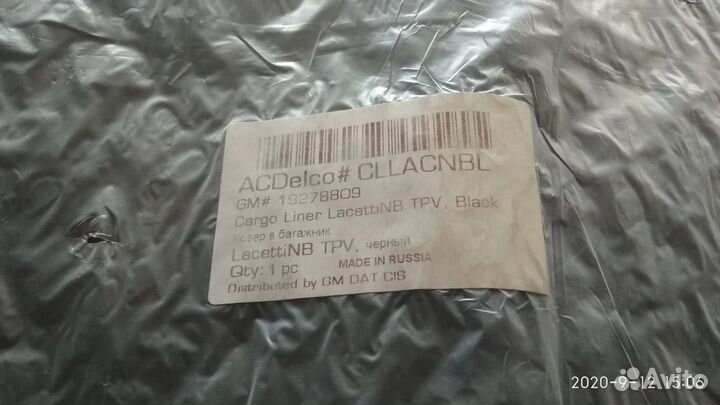 ACDelco# CLLACNBL
GM# 19278809
Cargo Liner LacettiNB TPV, Black
Ковер в багажник
LacettiNB TPV, черный
Qty: 1 pc MADE IN RUSSIA
Distributed by GM DAT CIS
2020-9-12 15:06
Avito